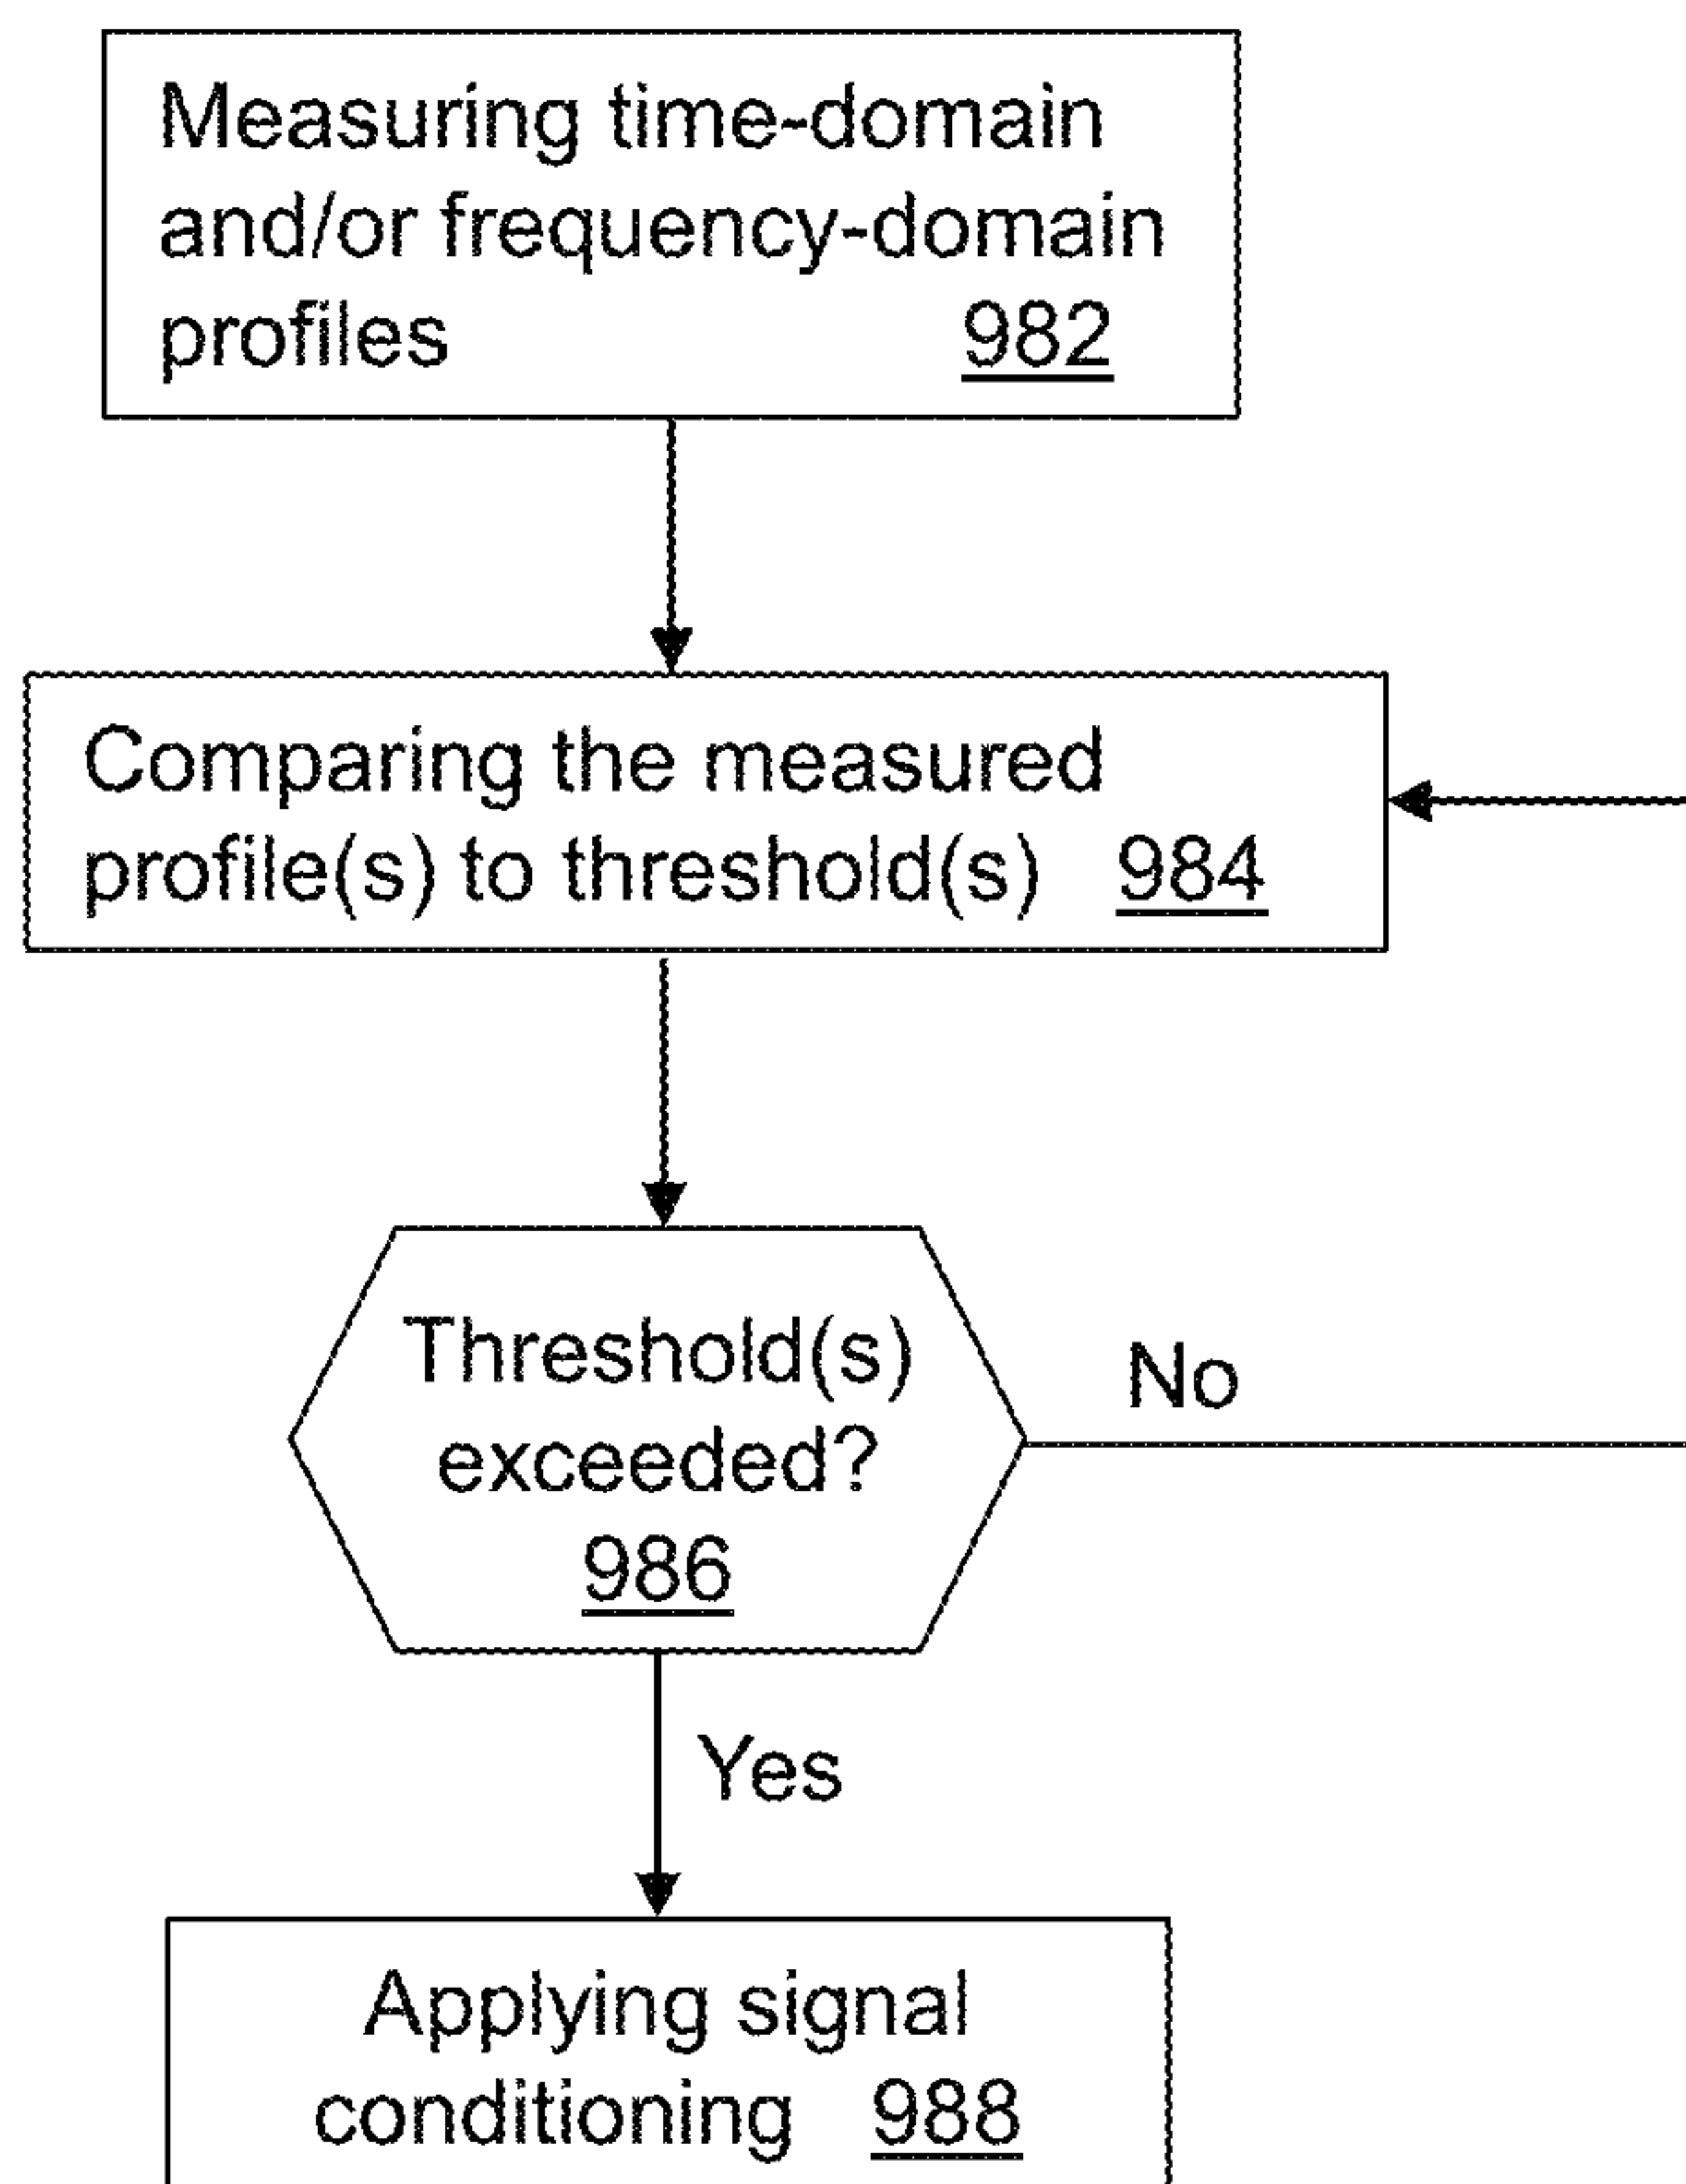 Measuring time-domain
and/or frequency-domain
profiles 982
Comparing the measured
profile(s) to threshold(s) 984
Threshold(s)
exceeded?
986
No
Yes
Applying signal
conditioning 988